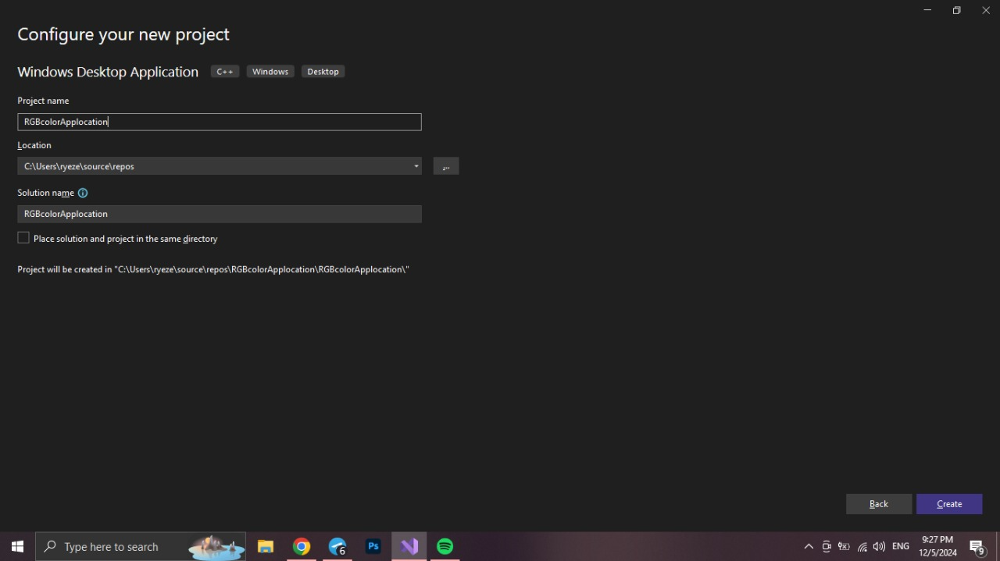 Configure your new project
Windows Desktop Application C++ Windows Desktop
Project name
RGBcolorApplocation
Location
C:\Users\ryeze\source\repos
...
Solution name
RGBcolorApplocation
Place solution and project in the same directory
Project will be created in "C:\Users\ryeze\source\repos\RGBcolorApplocation\RGBcolorApplocation\"
Back Create
Type here to search
6
Ps
ENG
9:27 PM
12/5/2024
9